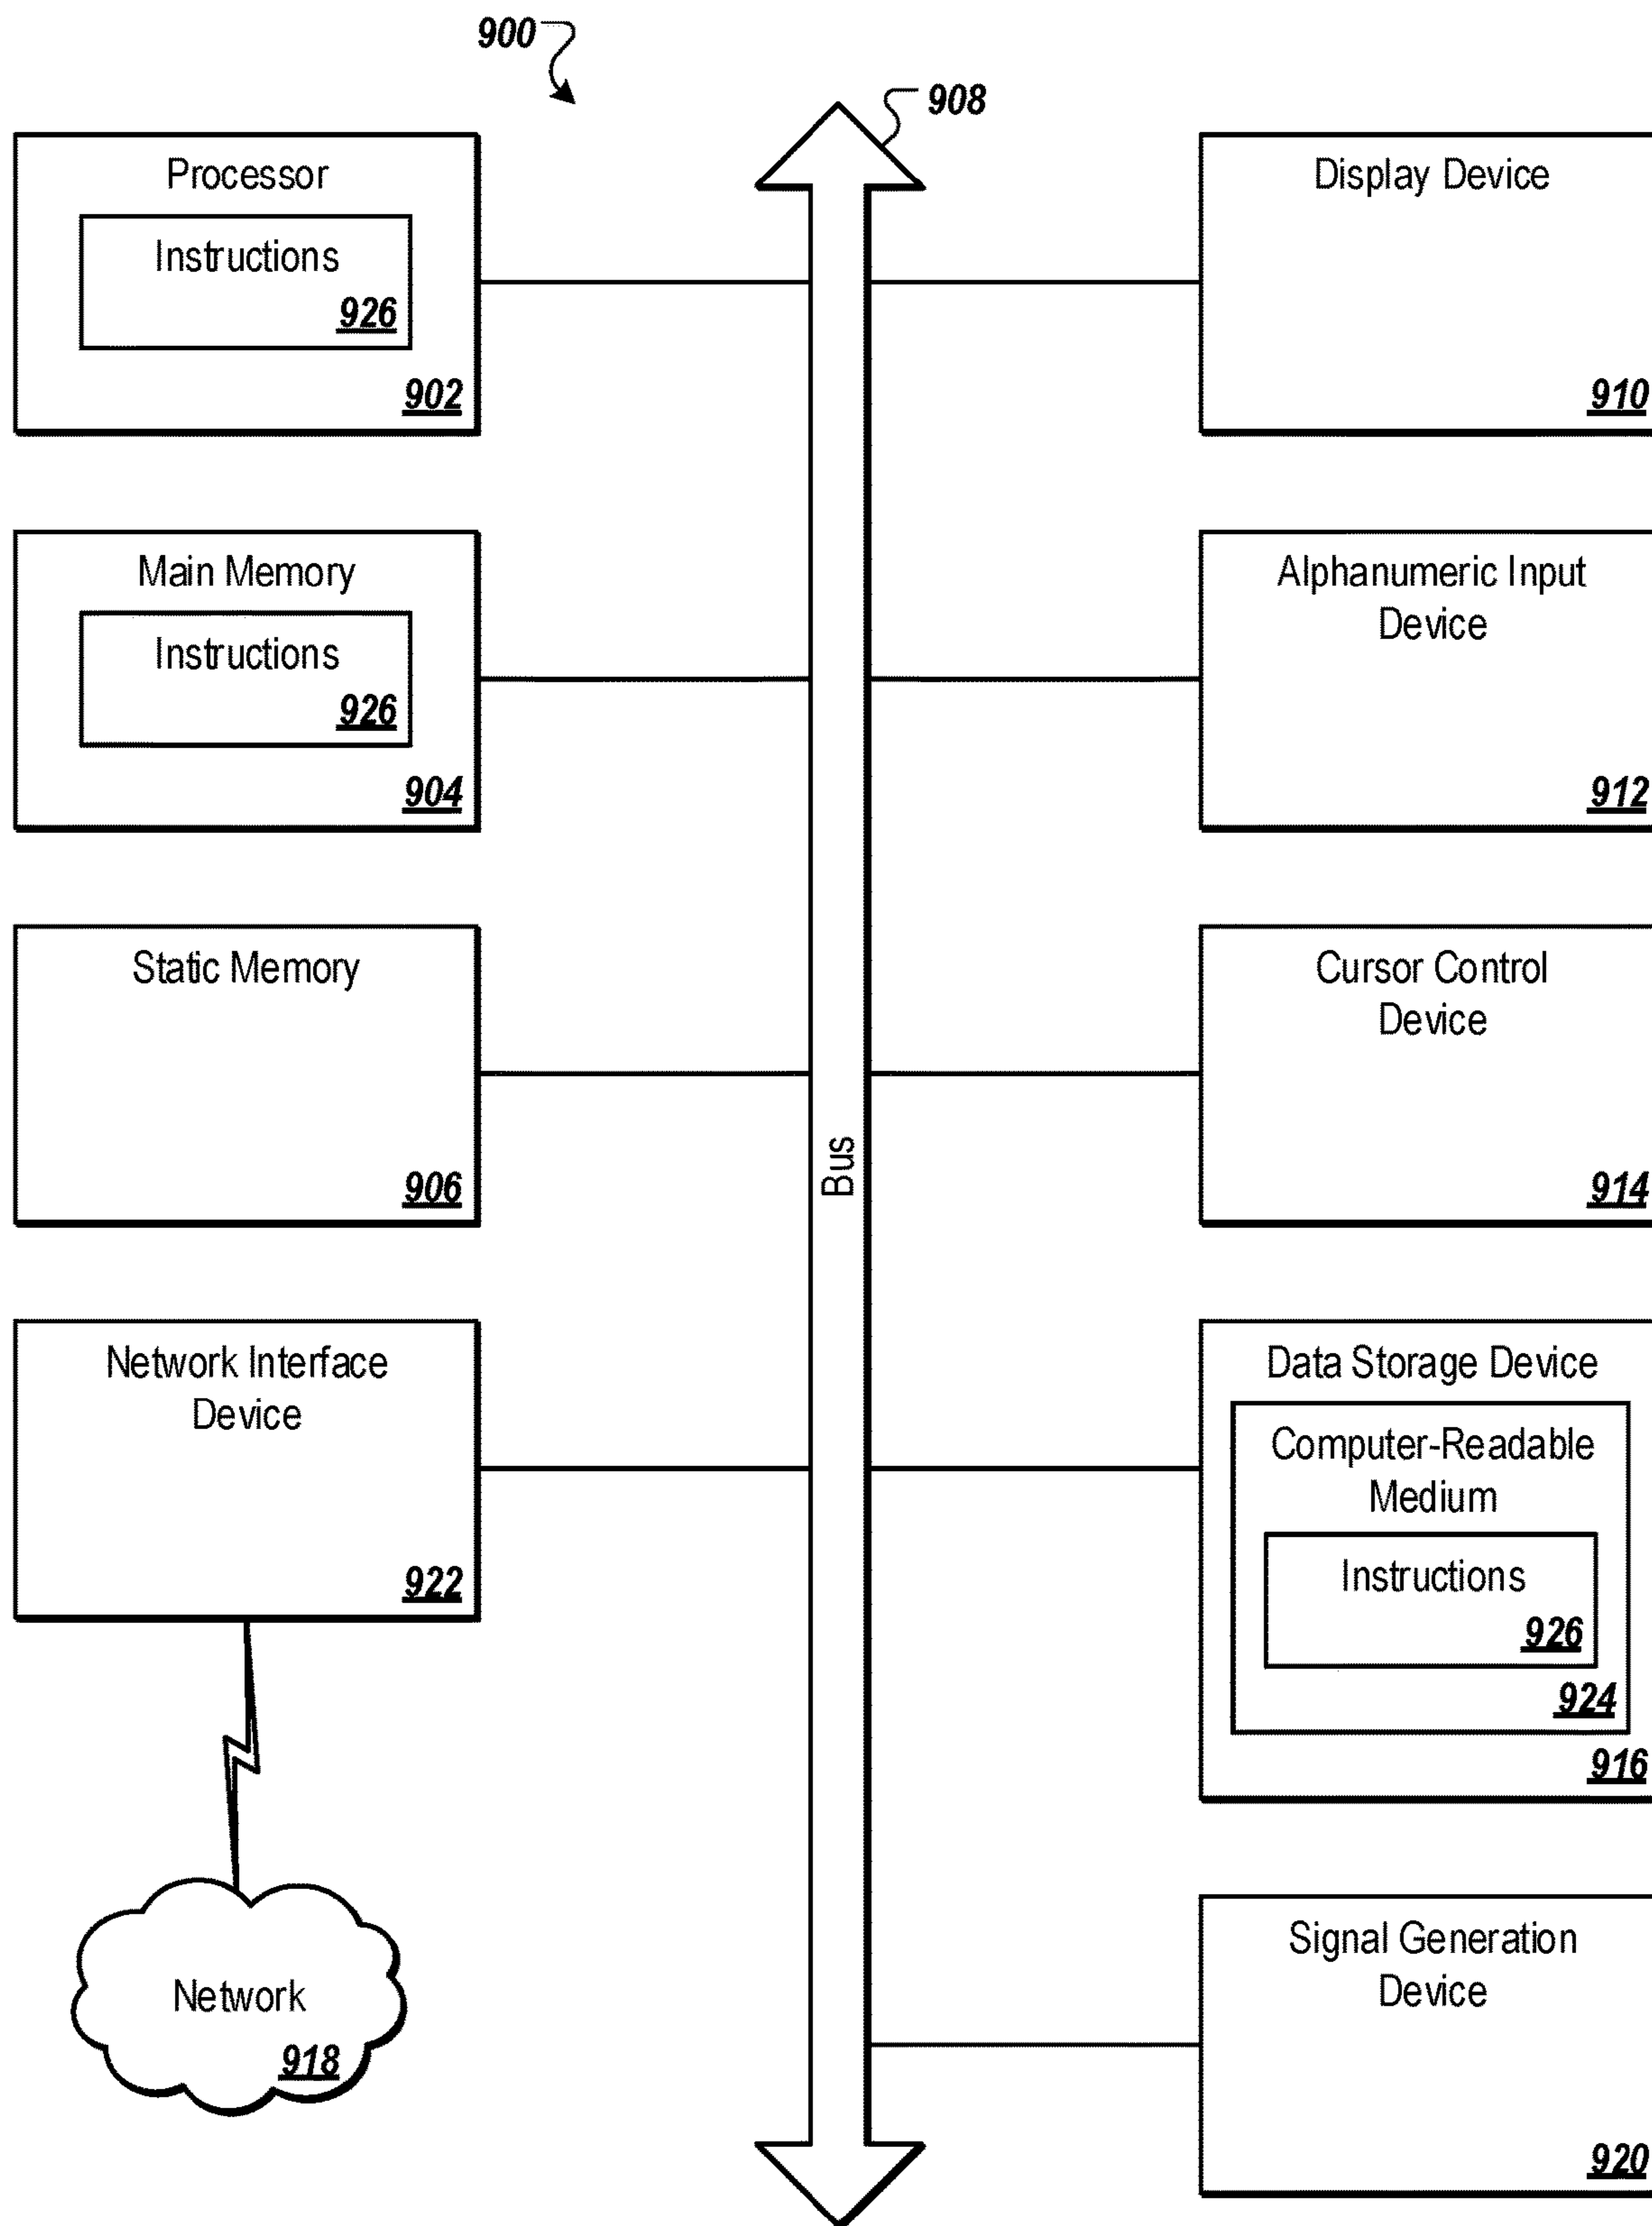 900
908
Processor
Instructions
926
902
Display Device
910
Main Memory
Instructions
926
904
Alphanumeric Input
Device
912
Static Memory
906
Cursor Control
Device
914
Bus
Network Interface
Device
922
Data Storage Device
Computer-Readable
Medium
Instructions
926
924
916
Network
918
Signal Generation
Device
920